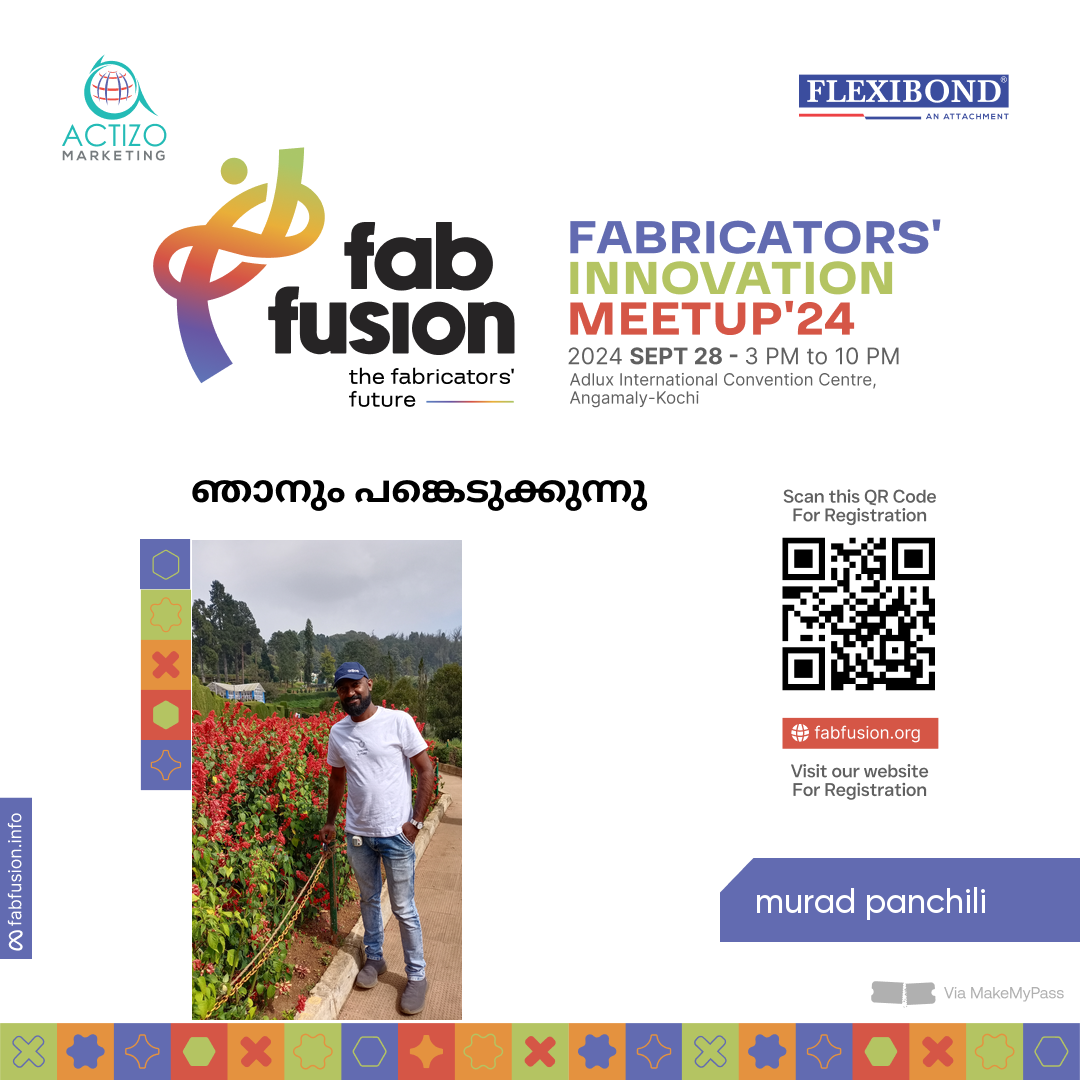 ACTIZO
MARKETING
FLEXIBOND®
AN ATTACHMENT
fab
fusion
the fabricators'
future
FABRICATORS'
INNOVATION
MEETUP'24
2024 SEPT 28 - 3 PM to 10 PM
Adlux International Convention Centre,
Angamaly-Kochi
ഞാനും പങ്കെടുക്കുന്നു
Scan this QR Code
For Registration
fabfusion.org
Visit our website
For Registration
fabfusion.info
murad panchili
Via MakeMyPass